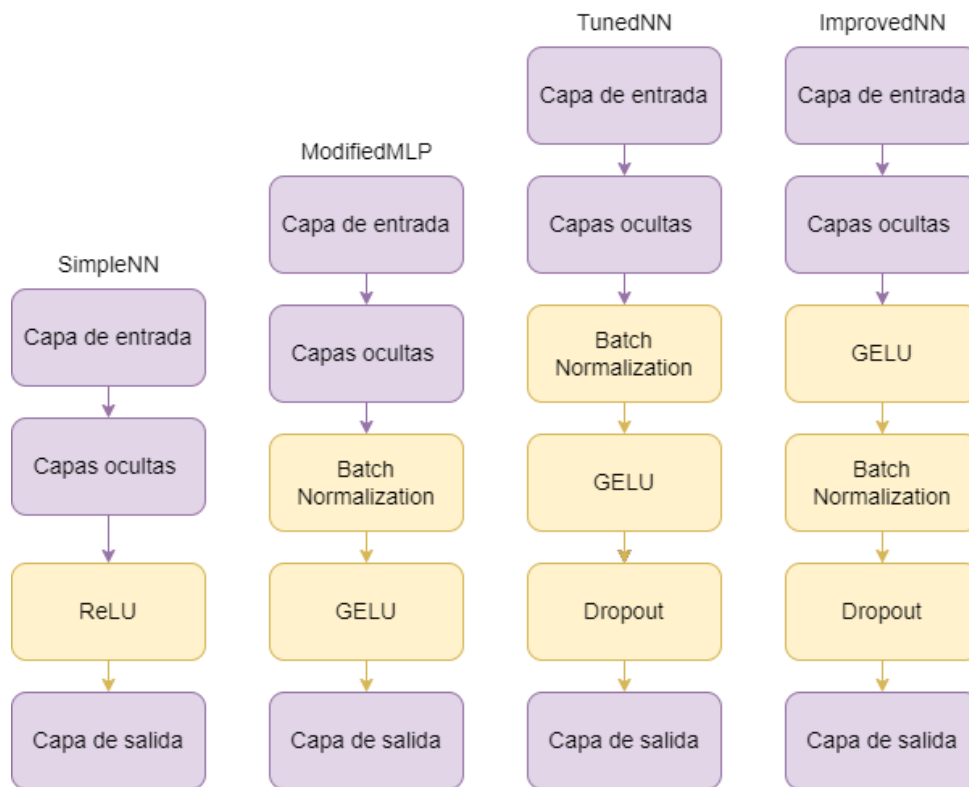 SimpleNN
Capa de entrada
Capas ocultas
ReLU
Capa de salida
ModifiedMLP
Capa de entrada
Capas ocultas
Batch
Normalization
GELU
Capa de salida
TunedNN
Capa de entrada
Capas ocultas
Batch
Normalization
GELU
Dropout
Capa de salida
ImprovedNN
Capa de entrada
Capas ocultas
GELU
Batch
Normalization
Dropout
Capa de salida